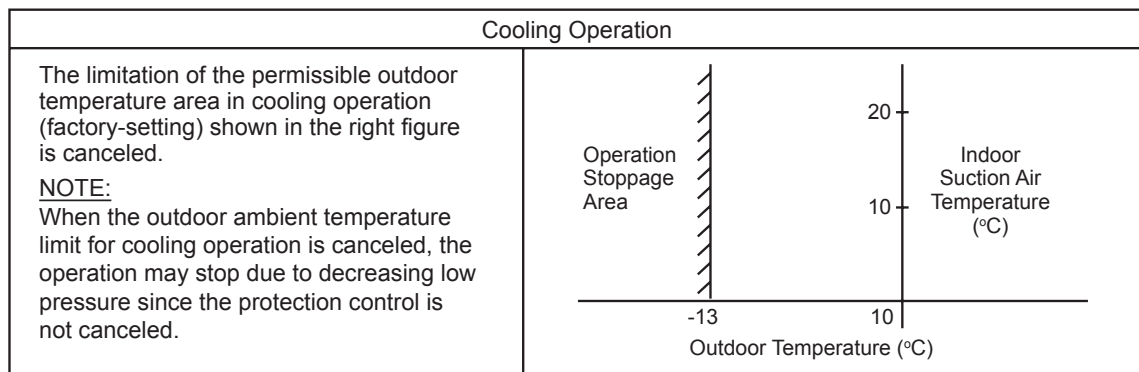 Cooling Operation
The limitation of the permissible outdoor
temperature area in cooling operation
(factory-setting) shown in the right figure
is canceled.
NOTE:
When the outdoor ambient temperature
limit for cooling operation is canceled, the
operation may stop due to decreasing low
pressure since the protection control is
not canceled.
Operation
Stoppage
Area
20
10
Indoor
Suction Air
Temperature
(°C)
-13
10
Outdoor Temperature (°C)